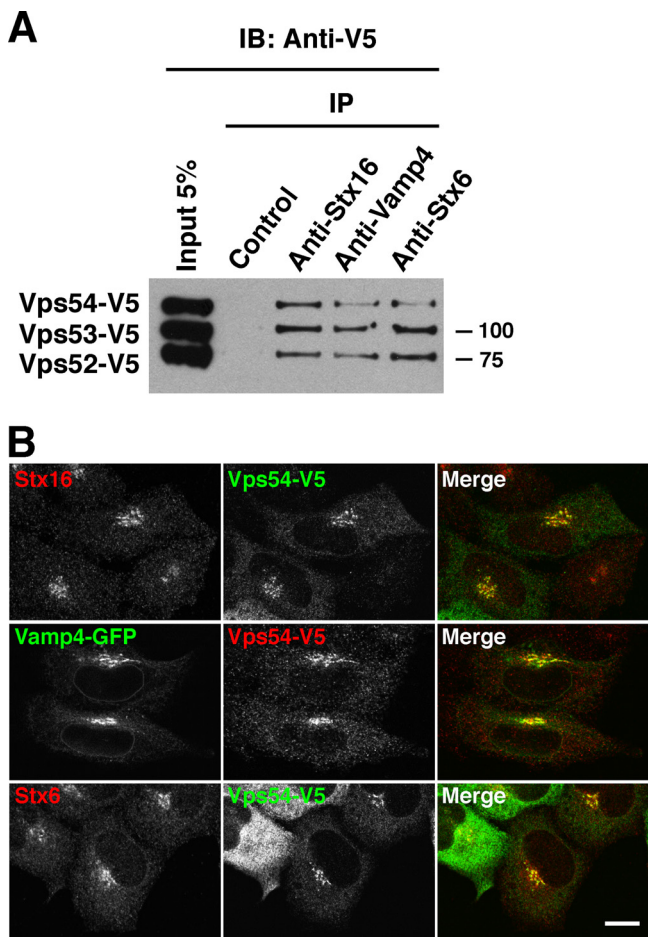 A
IB: Anti-V5
IP
Input 5%
Control
Anti-Stx16
Anti-Vamp4
Anti-Stx6
Vps54-V5
Vps53-V5
Vps52-V5
– 100
– 75
B
Stx16
Vps54-V5
Merge
Vamp4-GFP
Vps54-V5
Merge
Stx6
Vps54-V5
Merge